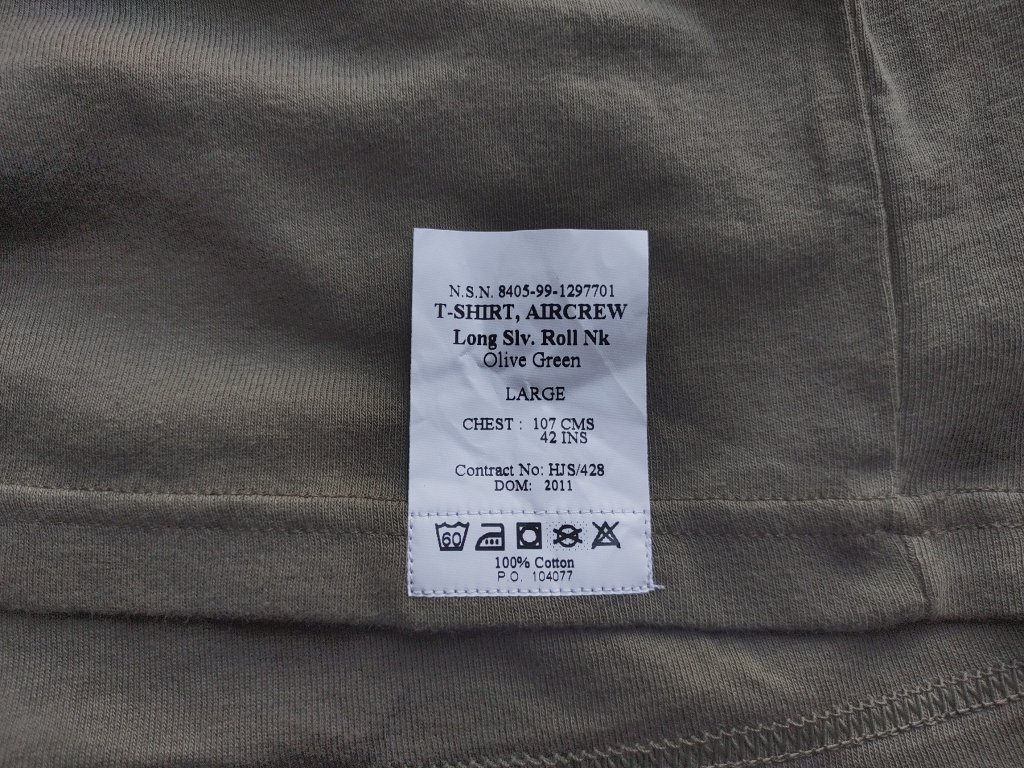 N.S.N. 8405-99-1297701
T-SHIRT, AIRCREW
Long Slv. Roll Nk
Olive Green
LARGE
CHEST : 107 CMS
42 INS
Contract No: HJS/428
DOM: 2011
60
100% Cotton
P.O. 104077